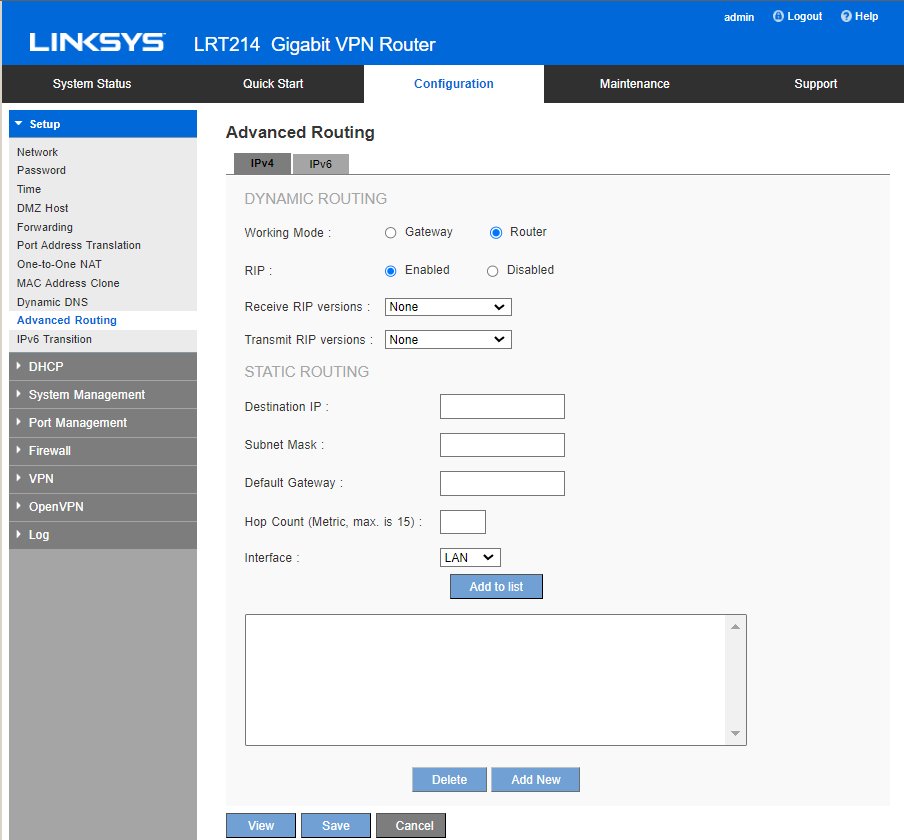 admin Logout Help
LINKSYS LRT214 Gigabit VPN Router
System Status Quick Start Configuration Maintenance Support
Setup
Network
Password
Time
DMZ Host
Forwarding
Port Address Translation
One-to-One NAT
MAC Address Clone
Dynamic DNS
Advanced Routing
IPv6 Transition
DHCP
System Management
Port Management
Firewall
VPN
OpenVPN
Log
Advanced Routing
IPv4 IPv6
DYNAMIC ROUTING
Working Mode : Gateway Router
RIP : Enabled Disabled
Receive RIP versions : None
Transmit RIP versions : None
STATIC ROUTING
Destination IP :
Subnet Mask :
Default Gateway :
Hop Count (Metric, max. is 15) :
Interface : LAN
Add to list
Delete Add New
View Save Cancel